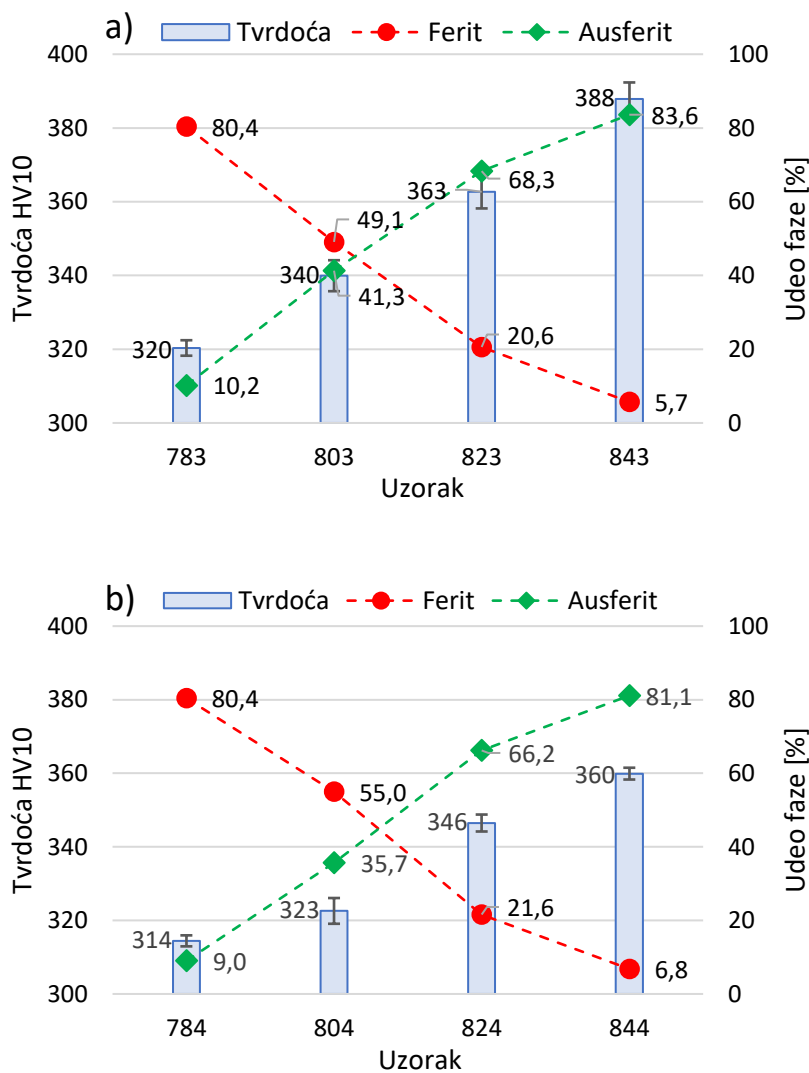 a)
Tvrdoća Ferit Ausferit
400 100
388
83,6
380 80,4 80
363 68,3
360 60
49,1
340 340 41,3 40
320 320 20,6 20
10,2 5,7
300 0
783 803 823 843
Uzorak
Tvrdoća HV10
Udeo faze [%]
b)
Tvrdoća Ferit Ausferit
400 100
380 80,4 81,1 80
66,2
360 55,0 360 60
346
340 35,7 40
323
320 21,6 20
314
9,0 6,8
300 0
784 804 824 844
Uzorak
Tvrdoća HV10
Udeo faze [%]